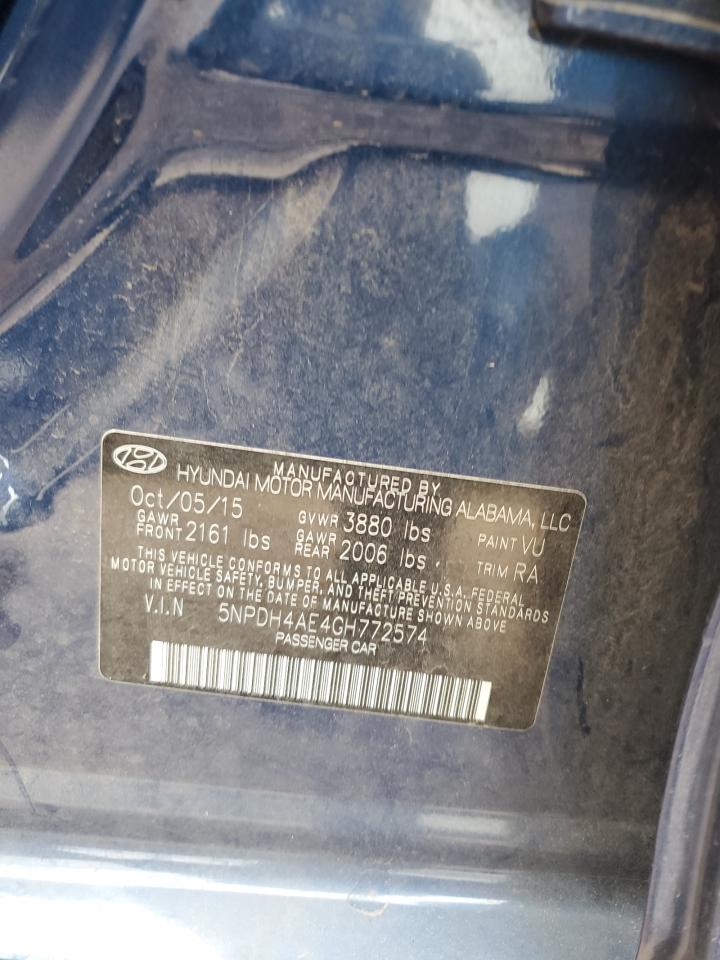 MANUFACTURED BY
HYUNDAI MOTOR MANUFACTURING ALABAMA, LLC
Oct/05/15 GVWR 3880 lbs PAINT VU
GAWR FRONT 2161 lbs GAWR REAR 2006 lbs TRIM RA
THIS VEHICLE CONFORMS TO ALL APPLICABLE U.S.A. FEDERAL
MOTOR VEHICLE SAFETY, BUMPER, AND THEFT PREVENTION STANDARDS
IN EFFECT ON THE DATE OF MANUFACTURE SHOWN ABOVE
V.I.N 5NPDH4AE4GH772574
PASSENGER CAR